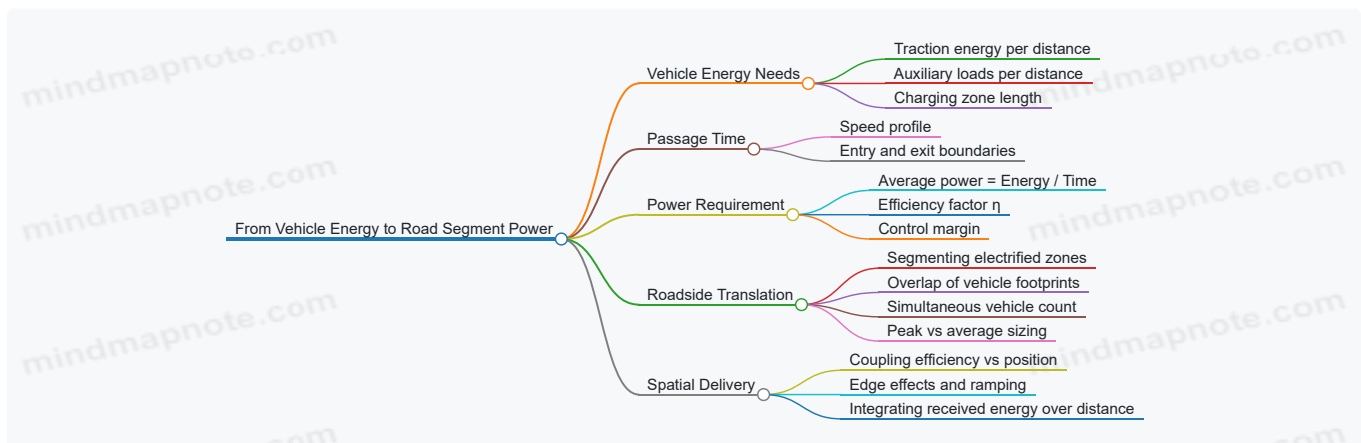 mindmapnote.com
mindmapnote.com
Traction energy per distance
Vehicle Energy Needs
Auxiliary loads per distance
Charging zone length
Speed profile
Passage Time
Entry and exit boundaries
mindmapnote.com
mindmapnote.com
Average power = Energy / Time
Power Requirement
Efficiency factor η
Control margin
From Vehicle Energy to Road Segment Power
Segmenting electrified zones
Overlap of vehicle footprints
Roadside Translation
Simultaneous vehicle count
Peak vs average sizing
mindmapnote.com
mindmapnote.com
Coupling efficiency vs position
Spatial Delivery
Edge effects and ramping
Integrating received energy over distance